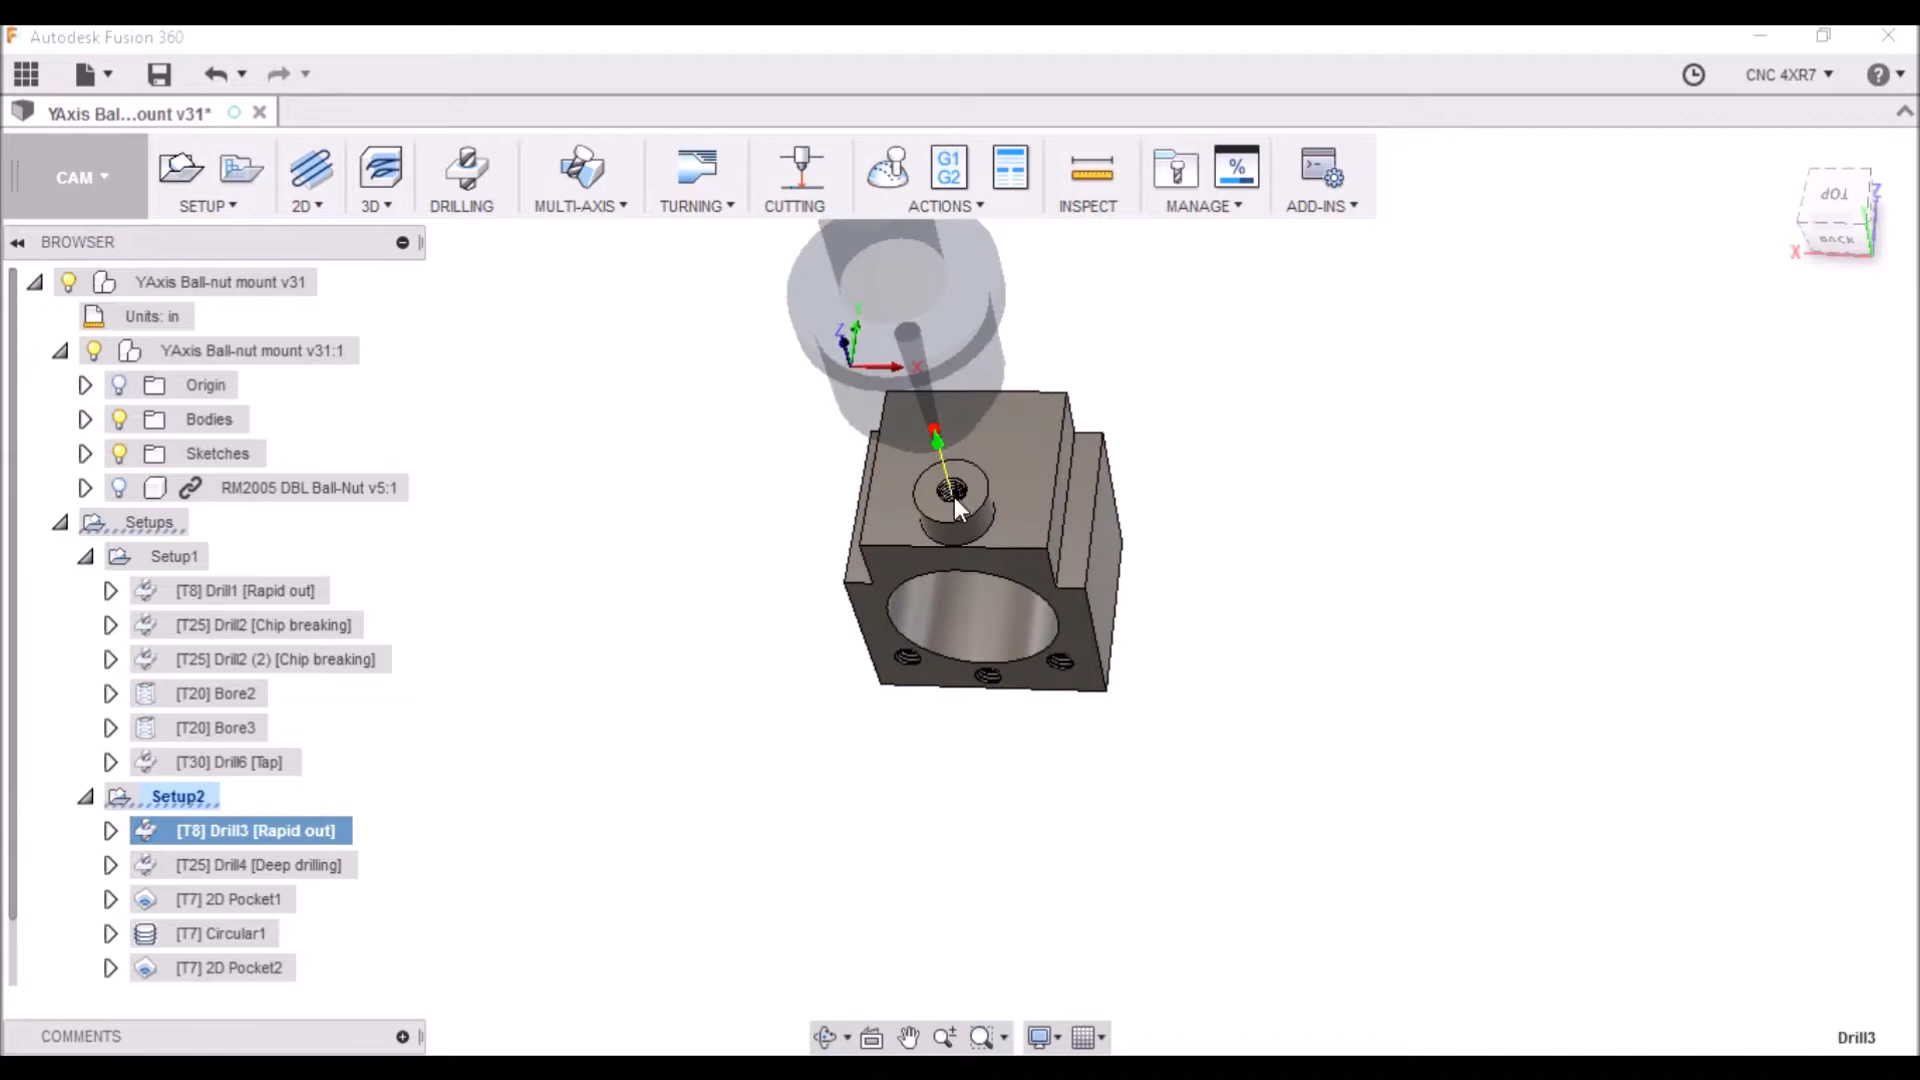 Autodesk Fusion 360
CNC 4XR7
YAxis Bal...ount v31*
CAM
SETUP
2D
3D
DRILLING
MULTI-AXIS
TURNING
CUTTING
G1
G2
ACTIONS
INSPECT
%
MANAGE
ADD-INS
TOP
BACK
Z
X
BROWSER
YAxis Ball-nut mount v31
Units: in
YAxis Ball-nut mount v31:1
Origin
Bodies
Sketches
RM2005 DBL Ball-Nut v5:1
Setups
Setup1
[T8] Drill1 [Rapid out]
[T25] Drill2 [Chip breaking]
[T25] Drill2 (2) [Chip breaking]
[T20] Bore2
[T20] Bore3
[T30] Drill6 [Tap]
Setup2
[T8] Drill3 [Rapid out]
[T25] Drill4 [Deep drilling]
[T7] 2D Pocket1
[T7] Circular1
[T7] 2D Pocket2
Z
X
COMMENTS
Drill3